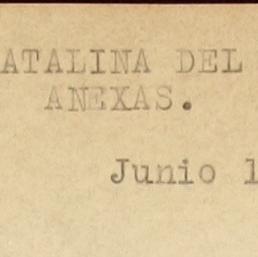 ATALINA DEL
ANEXAS.
Junio 1